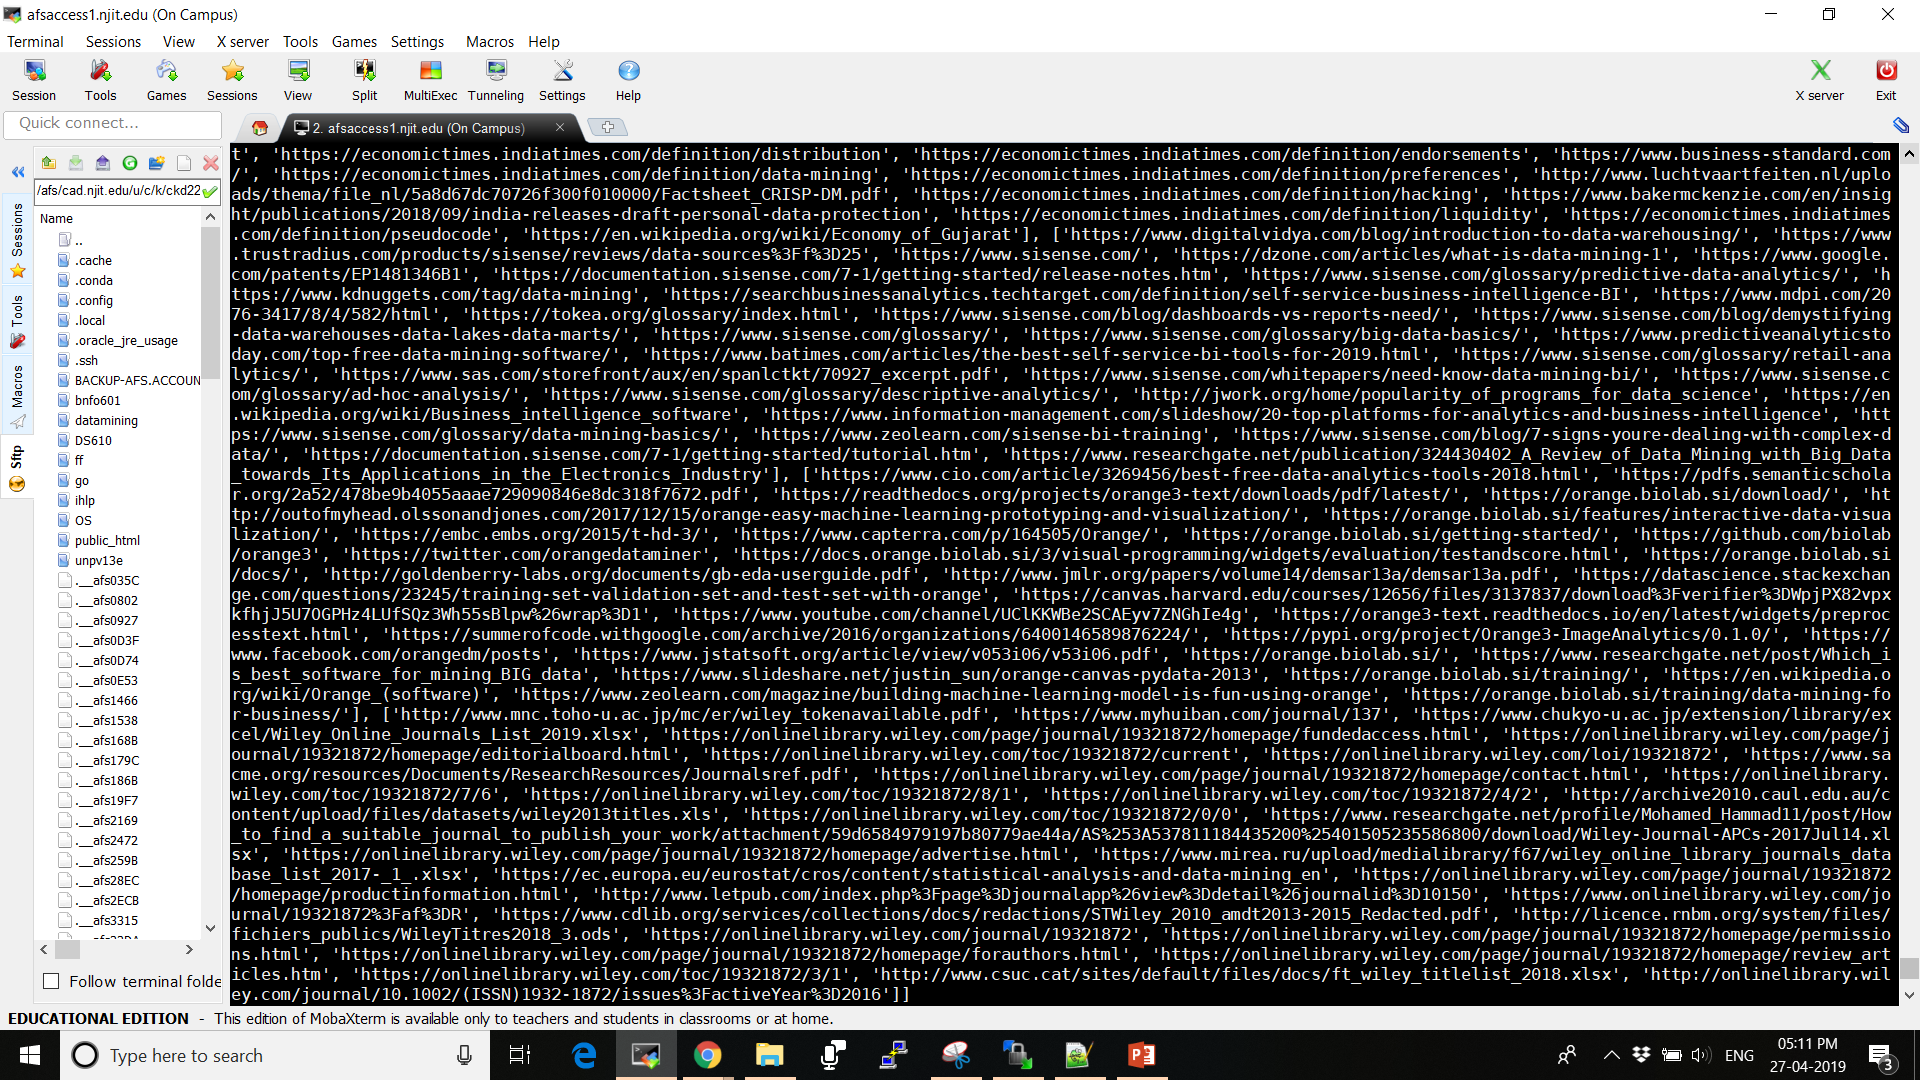 afsaccess1.njit.edu (On Campus)
Terminal Sessions View X server Tools Games Settings Macros Help
Session Tools Games Sessions View Split MultiExec Tunneling Settings Help X server Exit
Quick connect...
2. afsaccess1.njit.edu (On Campus)
/afs/cad.njit.edu/u/c/k/ckd22
Name
..
.cache
.conda
.config
.local
.oracle_jre_usage
.ssh
BACKUP-AFS.ACCOUN
bnfo601
datamining
DS610
ff
go
ihlp
OS
public_html
unpv13e
.__afs035C
.__afs0802
.__afs0927
.__afs0D3F
.__afs0D74
.__afs0E53
.__afs1466
.__afs1538
.__afs168B
.__afs179C
.__afs186B
.__afs19F7
.__afs2169
.__afs2472
.__afs259B
.__afs28EC
.__afs2ECB
.__afs3315
Sessions
Tools
Macros
Sftp
Follow terminal folde
t', 'https://economictimes.indiatimes.com/definition/distribution', 'https://economictimes.indiatimes.com/definition/endorsements', 'https://www.business-standard.com
/', 'https://economictimes.indiatimes.com/definition/data-mining', 'https://economictimes.indiatimes.com/definition/preferences', 'http://www.luchtvaartfeiten.nl/uplo
ads/thema/file_nl/5a8d67dc70726f300f010000/Factsheet_CRISP-DM.pdf', 'https://economictimes.indiatimes.com/definition/hacking', 'https://www.bakermckenzie.com/en/insig
ht/publications/2018/09/india-releases-draft-personal-data-protection', 'https://economictimes.indiatimes.com/definition/liquidity', 'https://economictimes.indiatimes
.com/definition/pseudocode', 'https://en.wikipedia.org/wiki/Economy_of_Gujarat'], ['https://www.digitalvidya.com/blog/introduction-to-data-warehousing/', 'https://www
.trustradius.com/products/sisense/reviews/data-sources%3Ff%3D25', 'https://www.sisense.com/', 'https://dzone.com/articles/what-is-data-mining-1', 'https://www.google.
com/patents/EP1481346B1', 'https://documentation.sisense.com/7-1/getting-started/release-notes.htm', 'https://www.sisense.com/glossary/predictive-data-analytics/', 'h
ttps://www.kdnuggets.com/tag/data-mining', 'https://searchbusinessanalytics.techtarget.com/definition/self-service-business-intelligence-BI', 'https://www.mdpi.com/20
76-3417/8/4/582/html', 'https://tokea.org/glossary/index.html', 'https://www.sisense.com/blog/dashboards-vs-reports-need/', 'https://www.sisense.com/blog/demystifying
-data-warehouses-data-lakes-data-marts/', 'https://www.sisense.com/glossary/', 'https://www.sisense.com/glossary/big-data-basics/', 'https://www.predictiveanalyticsto
day.com/top-free-data-mining-software/', 'https://www.batimes.com/articles/the-best-self-service-bi-tools-for-2019.html', 'https://www.sisense.com/glossary/retail-ana
lytics/', 'https://www.sas.com/storefront/aux/en/spanlctkt/70927_excerpt.pdf', 'https://www.sisense.com/whitepapers/need-know-data-mining-bi/', 'https://www.sisense.c
om/glossary/ad-hoc-analysis/', 'https://www.sisense.com/glossary/descriptive-analytics/', 'http://jwork.org/home/popularity_of_programs_for_data_science', 'https://en
.wikipedia.org/wiki/Business_intelligence_software', 'https://www.information-management.com/slideshow/20-top-platforms-for-analytics-and-business-intelligence', 'htt
ps://www.sisense.com/glossary/data-mining-basics/', 'https://www.zeolearn.com/sisense-bi-training', 'https://www.sisense.com/blog/7-signs-youre-dealing-with-complex-d
ata/', 'https://documentation.sisense.com/7-1/getting-started/tutorial.htm', 'https://www.researchgate.net/publication/324430402_A_Review_of_Data_Mining_with_Big_Data
_towards_Its_Applications_in_the_Electronics_Industry'], ['https://www.cio.com/article/3269456/best-free-data-analytics-tools-2018.html', 'https://pdfs.semanticschola
r.org/2a52/478be9b4055aaae729090846e8dc318f7672.pdf', 'https://readthedocs.org/projects/orange3-text/downloads/pdf/latest/', 'https://orange.biolab.si/download/', 'ht
tp://outofmyhead.olssonandjones.com/2017/12/15/orange-easy-machine-learning-prototyping-and-visualization/', 'https://orange.biolab.si/features/interactive-data-visua
lization/', 'https://embc.embs.org/2015/t-hd-3/', 'https://www.capterra.com/p/164505/Orange/', 'https://orange.biolab.si/getting-started/', 'https://github.com/biolab
/orange3', 'https://twitter.com/orangedataminer', 'https://docs.orange.biolab.si/3/visual-programming/widgets/evaluation/testandscore.html', 'https://orange.biolab.si
/docs/', 'http://goldenberry-labs.org/documents/gb-eda-userguide.pdf', 'http://www.jmlr.org/papers/volume14/demsar13a/demsar13a.pdf', 'https://datascience.stackexchan
ge.com/questions/23245/training-set-validation-set-and-test-set-with-orange', 'https://canvas.harvard.edu/courses/12656/files/3137837/download%3Fverifier%3DWpjPX82vpx
kfhjJ5U7OGPHz4LUfSQz3Wh55sBlpw%26wrap%3D1', 'https://www.youtube.com/channel/UClKKWBe2SCAEyv7ZNGhIe4g', 'https://orange3-text.readthedocs.io/en/latest/widgets/preproc
esstext.html', 'https://summerofcode.withgoogle.com/archive/2016/organizations/6400146589876224/', 'https://pypi.org/project/Orange3-ImageAnalytics/0.1.0/', 'https://
www.facebook.com/orangedm/posts', 'https://www.jstatsoft.org/article/view/v053i06/v53i06.pdf', 'https://orange.biolab.si/', 'https://www.researchgate.net/post/Which_i
s_best_software_for_mining_BIG_data', 'https://www.slideshare.net/justin_sun/orange-canvas-pydata-2013', 'https://orange.biolab.si/training/', 'https://en.wikipedia.o
rg/wiki/Orange_(software)', 'https://www.zeolearn.com/magazine/building-machine-learning-model-is-fun-using-orange', 'https://orange.biolab.si/training/data-mining-fo
r-business/'], ['http://www.mnc.toho-u.ac.jp/mc/er/wiley_tokenavailable.pdf', 'https://www.myhuiban.com/journal/137', 'https://www.chukyo-u.ac.jp/extension/library/ex
cel/Wiley_Online_Journals_List_2019.xlsx', 'https://onlinelibrary.wiley.com/page/journal/19321872/homepage/fundedaccess.html', 'https://onlinelibrary.wiley.com/page/j
ournal/19321872/homepage/editorialboard.html', 'https://onlinelibrary.wiley.com/toc/19321872/current', 'https://onlinelibrary.wiley.com/loi/19321872', 'https://www.sa
cme.org/resources/Documents/ResearchResources/Journalsref.pdf', 'https://onlinelibrary.wiley.com/page/journal/19321872/homepage/contact.html', 'https://onlinelibrary.
wiley.com/toc/19321872/7/6', 'https://onlinelibrary.wiley.com/toc/19321872/8/1', 'https://onlinelibrary.wiley.com/toc/19321872/4/2', 'http://archive2010.caul.edu.au/c
ontent/upload/files/datasets/wiley2013titles.xls', 'https://onlinelibrary.wiley.com/toc/19321872/0/0', 'https://www.researchgate.net/profile/Mohamed_Hammad11/post/How
_to_find_a_suitable_journal_to_publish_your_work/attachment/59d6584979197b80779ae44a/AS%253A537811184435200%25401505235586800/download/Wiley-Journal-APCs-2017Jul14.xl
sx', 'https://onlinelibrary.wiley.com/page/journal/19321872/homepage/advertise.html', 'https://www.mirea.ru/upload/medialibrary/f67/wiley_online_library_journals_data
base_list_2017-_1_.xlsx', 'https://ec.europa.eu/eurostat/cros/content/statistical-analysis-and-data-mining_en', 'https://onlinelibrary.wiley.com/page/journal/19321872
/homepage/productinformation.html', 'http://www.letpub.com/index.php%3Fpage%3Djournalapp%26view%3Ddetail%26journalid%3D10150', 'https://www.onlinelibrary.wiley.com/jo
urnal/19321872%3Faf%3DR', 'https://www.cdlib.org/services/collections/docs/redactions/STWiley_2010_amdt2013-2015_Redacted.pdf', 'http://licence.rnbm.org/system/files/
fichiers_publics/WileyTitres2018_3.ods', 'https://onlinelibrary.wiley.com/journal/19321872', 'https://onlinelibrary.wiley.com/page/journal/19321872/homepage/permissio
ns.html', 'https://onlinelibrary.wiley.com/page/journal/19321872/homepage/forauthors.html', 'https://onlinelibrary.wiley.com/page/journal/19321872/homepage/review_art
icles.htm', 'https://onlinelibrary.wiley.com/toc/19321872/3/1', 'http://www.csuc.cat/sites/default/files/docs/ft_wiley_titlelist_2018.xlsx', 'http://onlinelibrary.wil
ey.com/journal/10.1002/(ISSN)1932-1872/issues%3FactiveYear%3D2016']]
EDUCATIONAL EDITION - This edition of MobaXterm is available only to teachers and students in classrooms or at home.
Type here to search
ENG
05:11 PM
27-04-2019
3